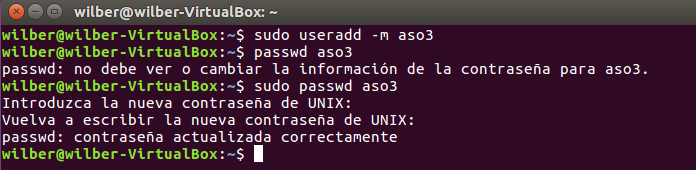 wilber@wilber-VirtualBox: ~
wilber@wilber-VirtualBox:~$ sudo useradd -m aso3
wilber@wilber-VirtualBox:~$ passwd aso3
passwd: no debe ver o cambiar la información de la contraseña para aso3.
wilber@wilber-VirtualBox:~$ sudo passwd aso3
Introduzca la nueva contraseña de UNIX:
Vuelva a escribir la nueva contraseña de UNIX:
passwd: contraseña actualizada correctamente
wilber@wilber-VirtualBox:~$